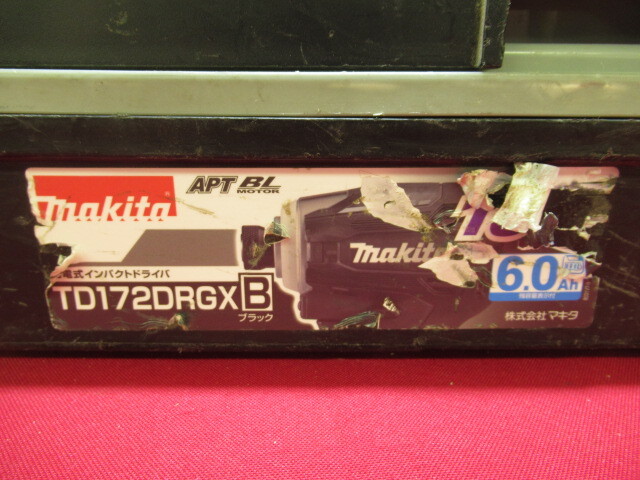 makita
APT BL
MOTOR
makita
電式インパクトドライバ
TD172DRGX B
ブラック
6.0Ah
株式会社 マキタ